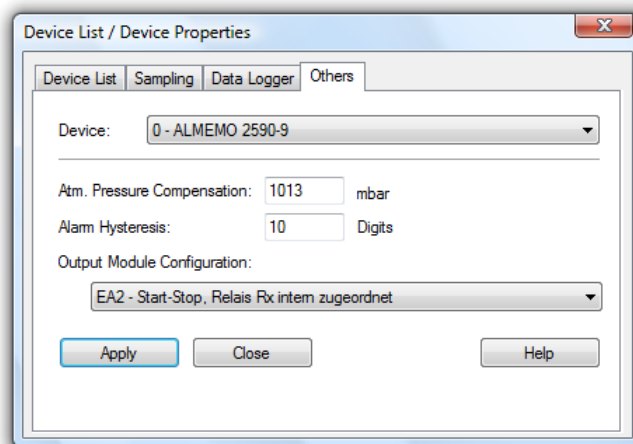 Device List / Device Properties
Device List Sampling Data Logger Others
Device: 0 - ALMEMO 2590-9
Atm. Pressure Compensation: 1013 mbar
Alarm Hysteresis: 10 Digits
Output Module Configuration:
EA2 - Start-Stop, Relais Rx intern zugeordnet
Apply Close Help